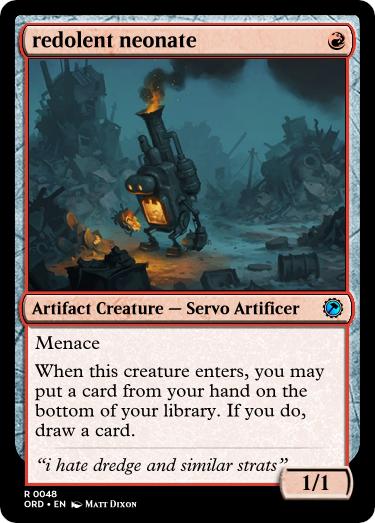 redolent neonate
Artifact Creature — Servo Artificer
Menace
When this creature enters, you may
put a card from your hand on the
bottom of your library. If you do,
draw a card.
“i hate dredge and similar strats”
1/1
R 0048
ORD • EN Matt Dixon